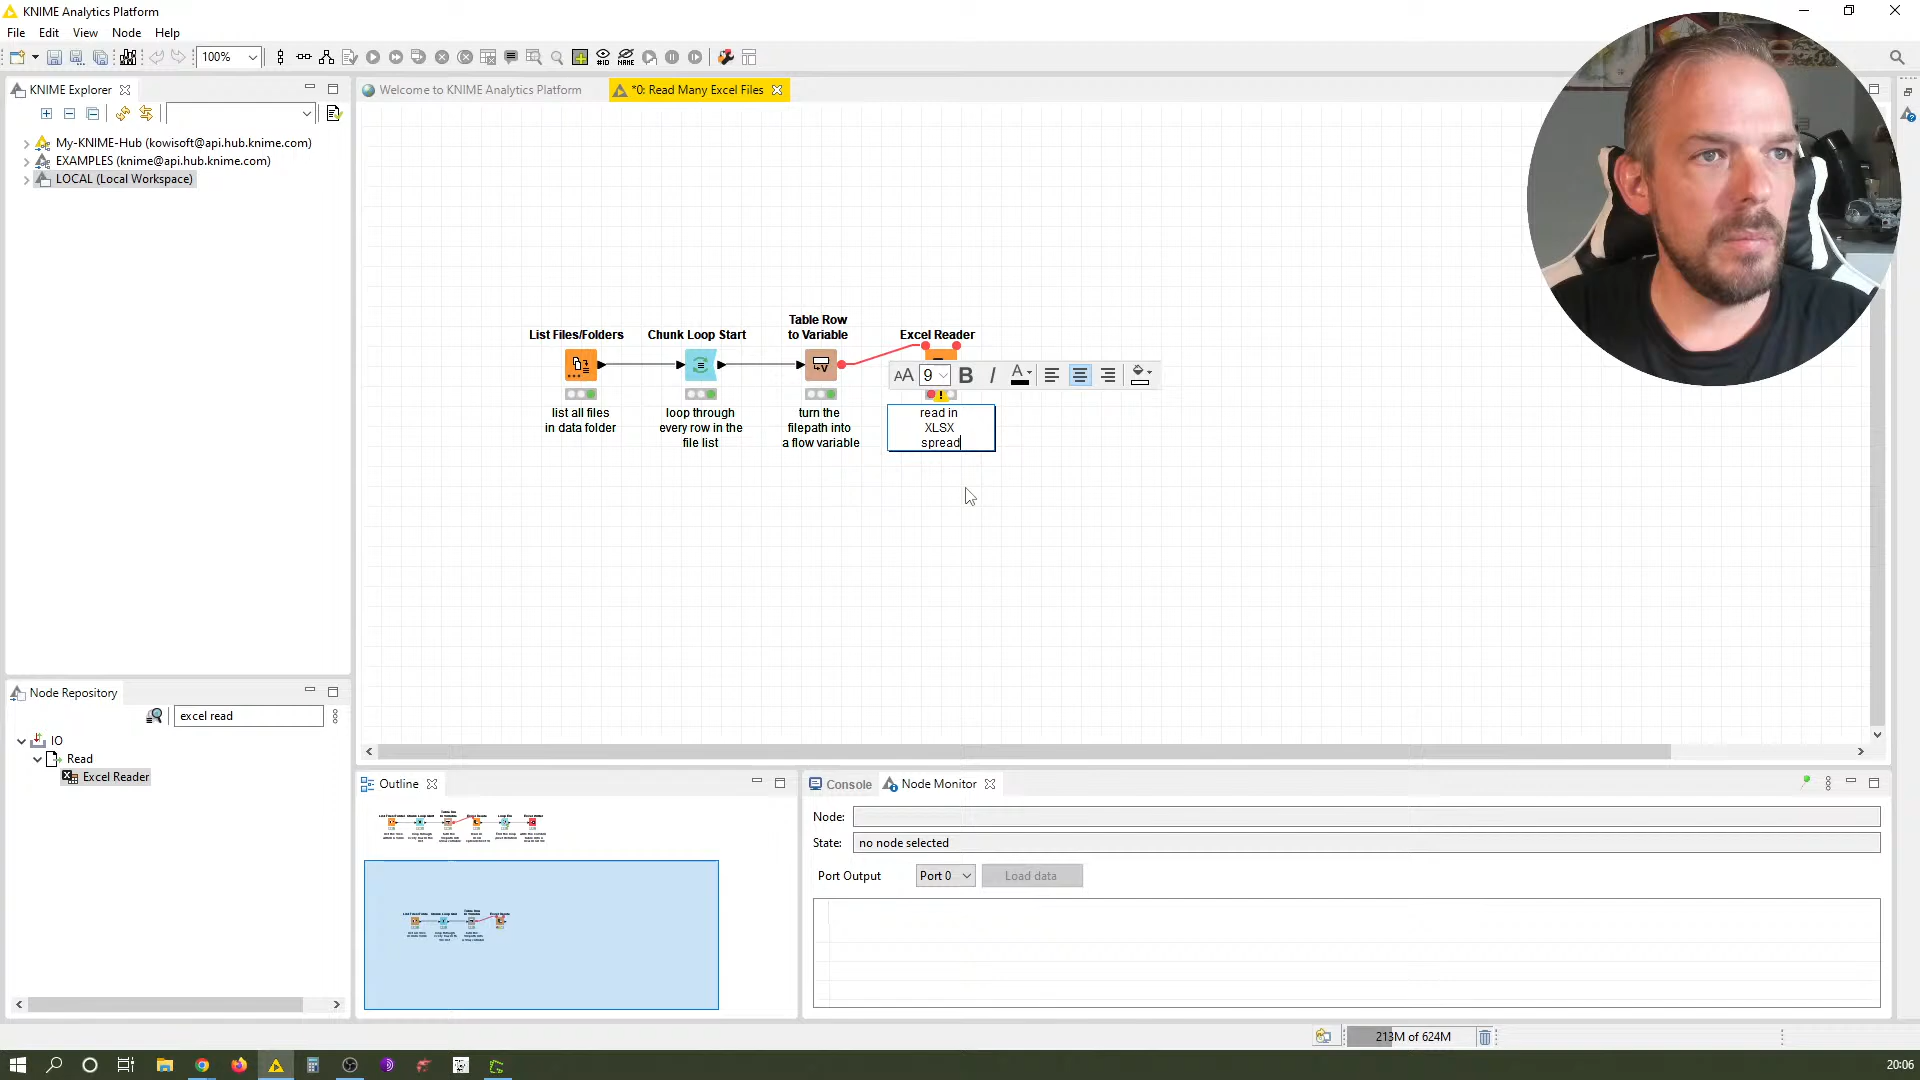 KNIME Analytics Platform
File Edit View Node Help
100%
KNIME Explorer
Welcome to KNIME Analytics Platform
*0: Read Many Excel Files
My-KNIME-Hub (kowisoft@api.hub.knime.com)
EXAMPLES (knime@api.hub.knime.com)
LOCAL (Local Workspace)
List Files/Folders
Chunk Loop Start
Table Row
to Variable
Excel Reader
9
list all files
in data folder
loop through
every row in the
file list
turn the
filepath into
a flow variable
read in
XLSX
spread
Node Repository
excel read
IO
Read
Excel Reader
Outline
Console
Node Monitor
Node:
State: no node selected
Port Output Port 0 Load data
213M of 624M
20:06